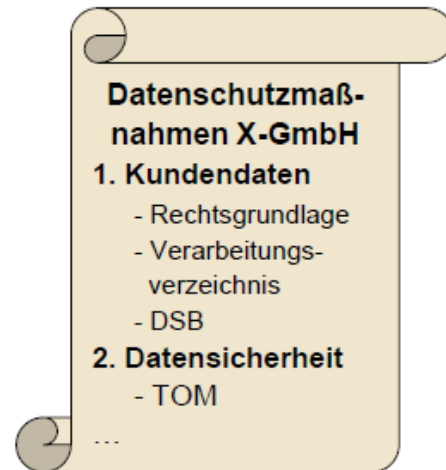 Datenschutzmaß-
nahmen X-GmbH
1. Kundendaten
- Rechtsgrundlage
- Verarbeitungs-
verzeichnis
- DSB
2. Datensicherheit
- TOM
...